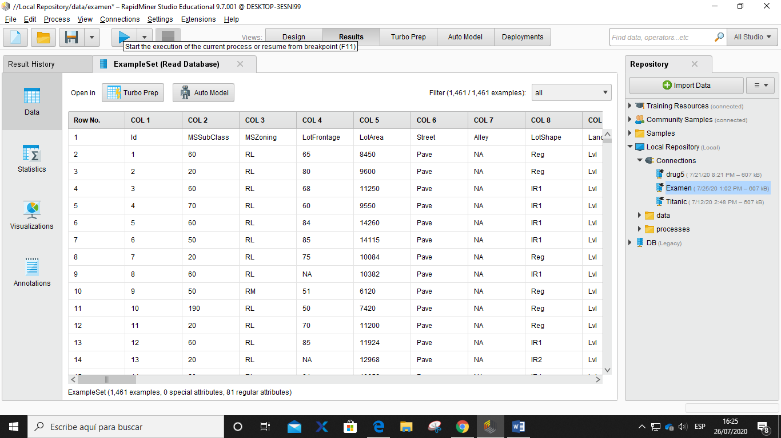 //Local Repository/data/examen* – RapidMiner Studio Educational 9.7.001 @ DESKTOP-3ESNI99
File Edit Process View Connections Settings Extensions Help
Views: Design Results Turbo Prep Auto Model Deployments Find data, operators...etc All Studio
Start the execution of the current process or resume from breakpoint (F11)
Result History ExampleSet (Read Database)
Data
Statistics
Visualizations
Annotations
Open in Turbo Prep Auto Model Filter (1,461 / 1,461 examples): all
Row No. COL 1 COL 2 COL 3 COL 4 COL 5 COL 6 COL 7 COL 8 COL
1 Id MSSubClass MSZoning LotFrontage LotArea Street Alley LotShape Lan
2 1 60 RL 65 8450 Pave NA Reg Lvl
3 2 20 RL 80 9600 Pave NA Reg Lvl
4 3 60 RL 68 11250 Pave NA IR1 Lvl
5 4 70 RL 60 9550 Pave NA IR1 Lvl
6 5 60 RL 84 14260 Pave NA IR1 Lvl
7 6 50 RL 85 14115 Pave NA IR1 Lvl
8 7 20 RL 75 10084 Pave NA Reg Lvl
9 8 60 RL NA 10382 Pave NA IR1 Lvl
10 9 50 RM 51 6120 Pave NA Reg Lvl
11 10 190 RL 50 7420 Pave NA Reg Lvl
12 11 20 RL 70 11200 Pave NA Reg Lvl
13 12 60 RL 85 11924 Pave NA IR1 Lvl
14 13 20 RL NA 12968 Pave NA IR2 Lvl
ExampleSet (1,461 examples, 0 special attributes, 81 regular attributes)
Repository
Import Data
Training Resources (connected)
Community Samples (connected)
Samples
Local Repository (Local)
Connections
drug5 (7/21/20 8:21 PM – 607 kB)
Examen (7/25/20 1:02 PM – 607 kB)
Titanic (7/12/20 2:48 PM – 687 kB)
data
processes
DB (Legacy)
Escribe aquí para buscar
ESP
16:25
26/07/2020
8